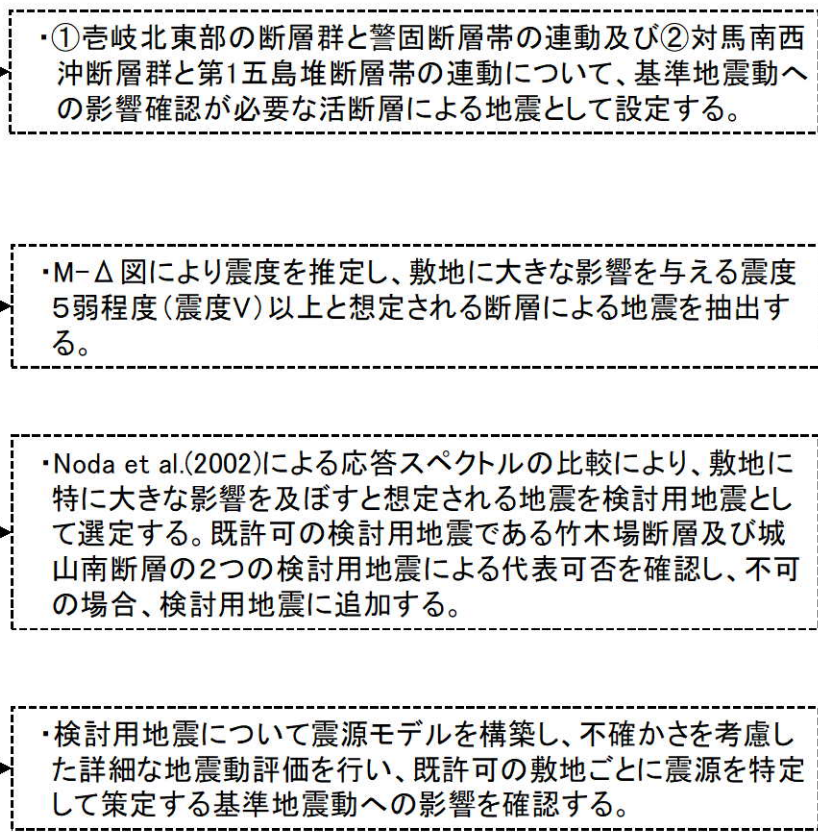 ・①壱岐北東部の断層群と警固断層帯の連動及び②対馬南西
沖断層群と第1五島堆断層帯の連動について、基準地震動へ
の影響確認が必要な活断層による地震として設定する。
・M-Δ図により震度を推定し、敷地に大きな影響を与える震度
5弱程度(震度V)以上と想定される断層による地震を抽出す
る。
・Noda et al.(2002)による応答スペクトルの比較により、敷地に
特に大きな影響を及ぼすと想定される地震を検討用地震とし
て選定する。既許可の検討用地震である竹木場断層及び城
山南断層の２つの検討用地震による代表可否を確認し、不可
の場合、検討用地震に追加する。
・検討用地震について震源モデルを構築し、不確かさを考慮し
た詳細な地震動評価を行い、既許可の敷地ごとに震源を特定
して策定する基準地震動への影響を確認する。